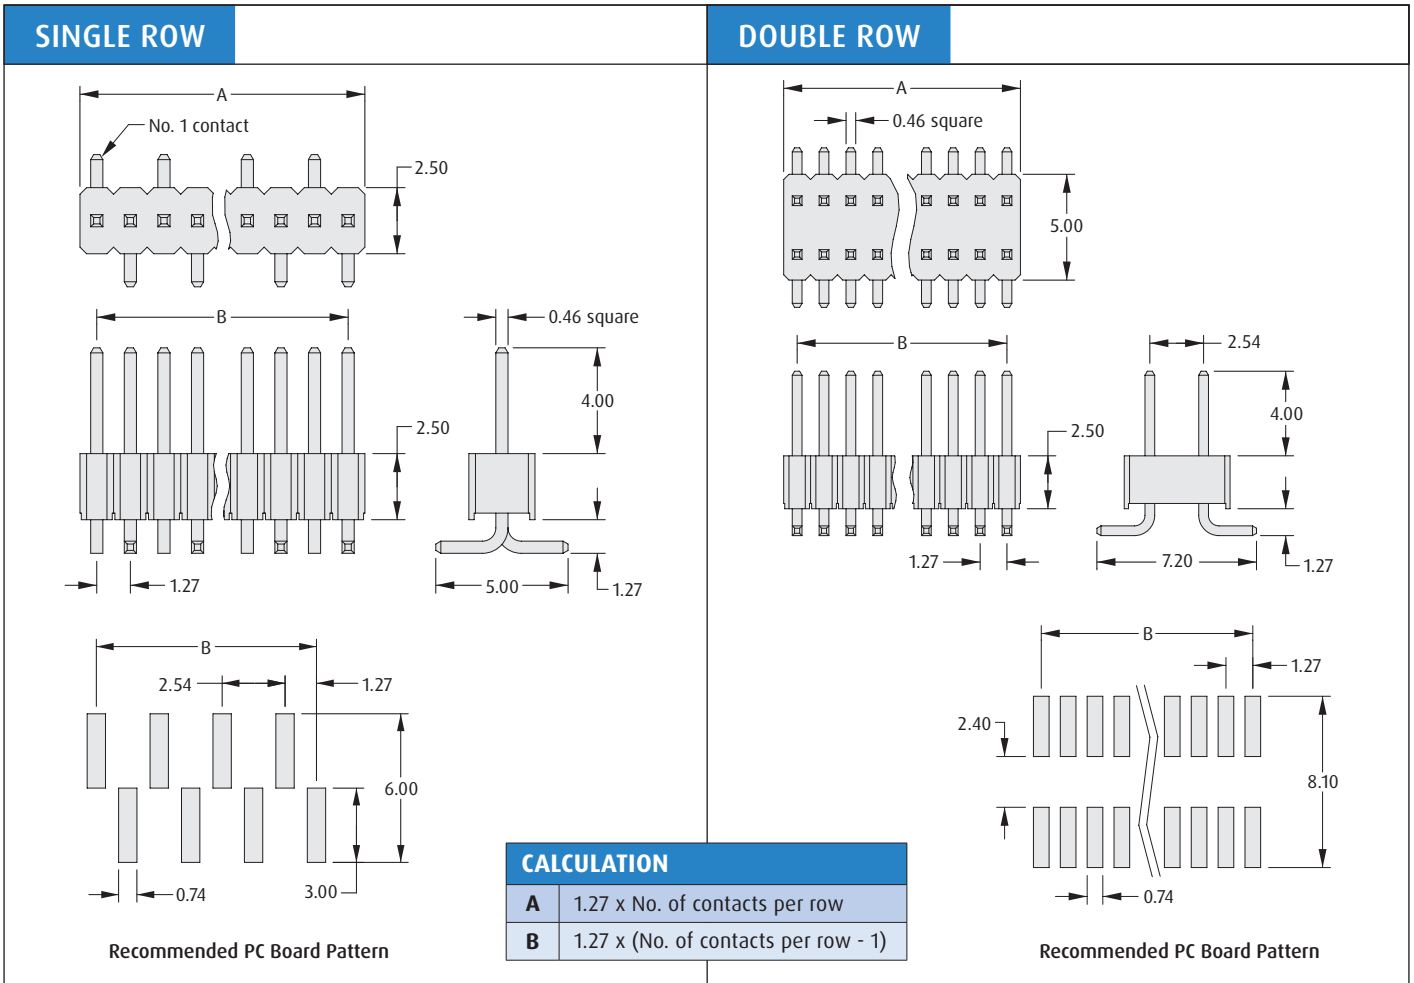 SINGLE ROW
A
No. 1 contact
2.50
B
0.46 square
4.00
2.50
1.27
5.00
1.27
B
2.54
1.27
6.00
3.00
0.74
Recommended PC Board Pattern
DOUBLE ROW
A
0.46 square
5.00
B
2.54
4.00
2.50
1.27
7.20
1.27
B
1.27
2.40
8.10
0.74
Recommended PC Board Pattern
CALCULATION
A 1.27 x No. of contacts per row
B 1.27 x (No. of contacts per row - 1)